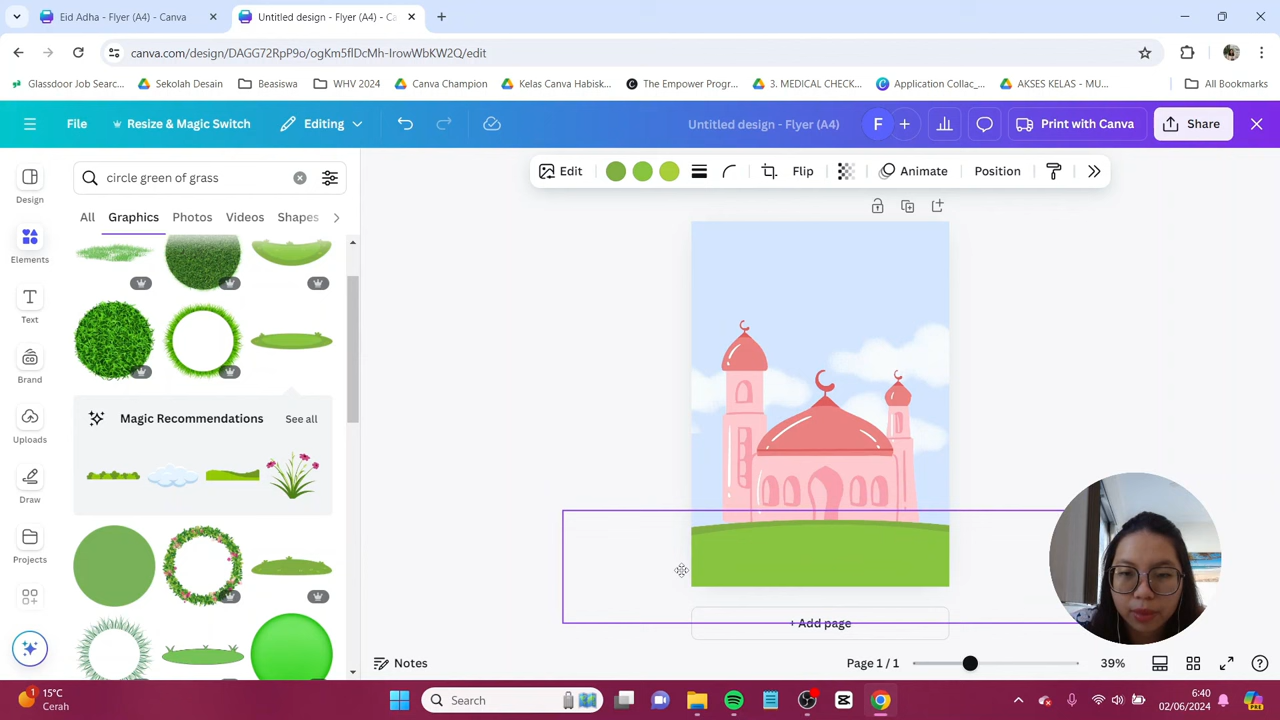 Eid Adha - Flyer (A4) - Canva
Untitled design - Flyer (A4) - Ca
canva.com/design/DAGG72RpP9o/ogKm5flDcMh-IrowWbKW2Q/edit
Glassdoor Job Searc...
Sekolah Desain
Beasiswa
WHV 2024
Canva Champion
Kelas Canva Habisk...
The Empower Progr...
3. MEDICAL CHECK...
Application Collac_...
AKSES KELAS - MU...
All Bookmarks
File
Resize & Magic Switch
Editing
Untitled design - Flyer (A4)
F
Print with Canva
Share
Design
Elements
Text
Brand
Uploads
Draw
Projects
circle green of grass
All
Graphics
Photos
Videos
Shapes
Magic Recommendations
See all
Edit
Flip
Animate
Position
+ Add page
Notes
Page 1 / 1
39%
1
15°C
Cerah
Search
6:40
02/06/2024